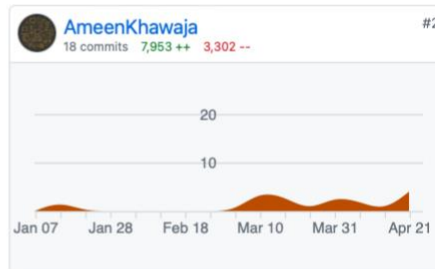 AmeenKhawaja
18 commits 7,953 ++ 3,302 --
20
10
Jan 07 Jan 28 Feb 18 Mar 10 Mar 31 Apr 21